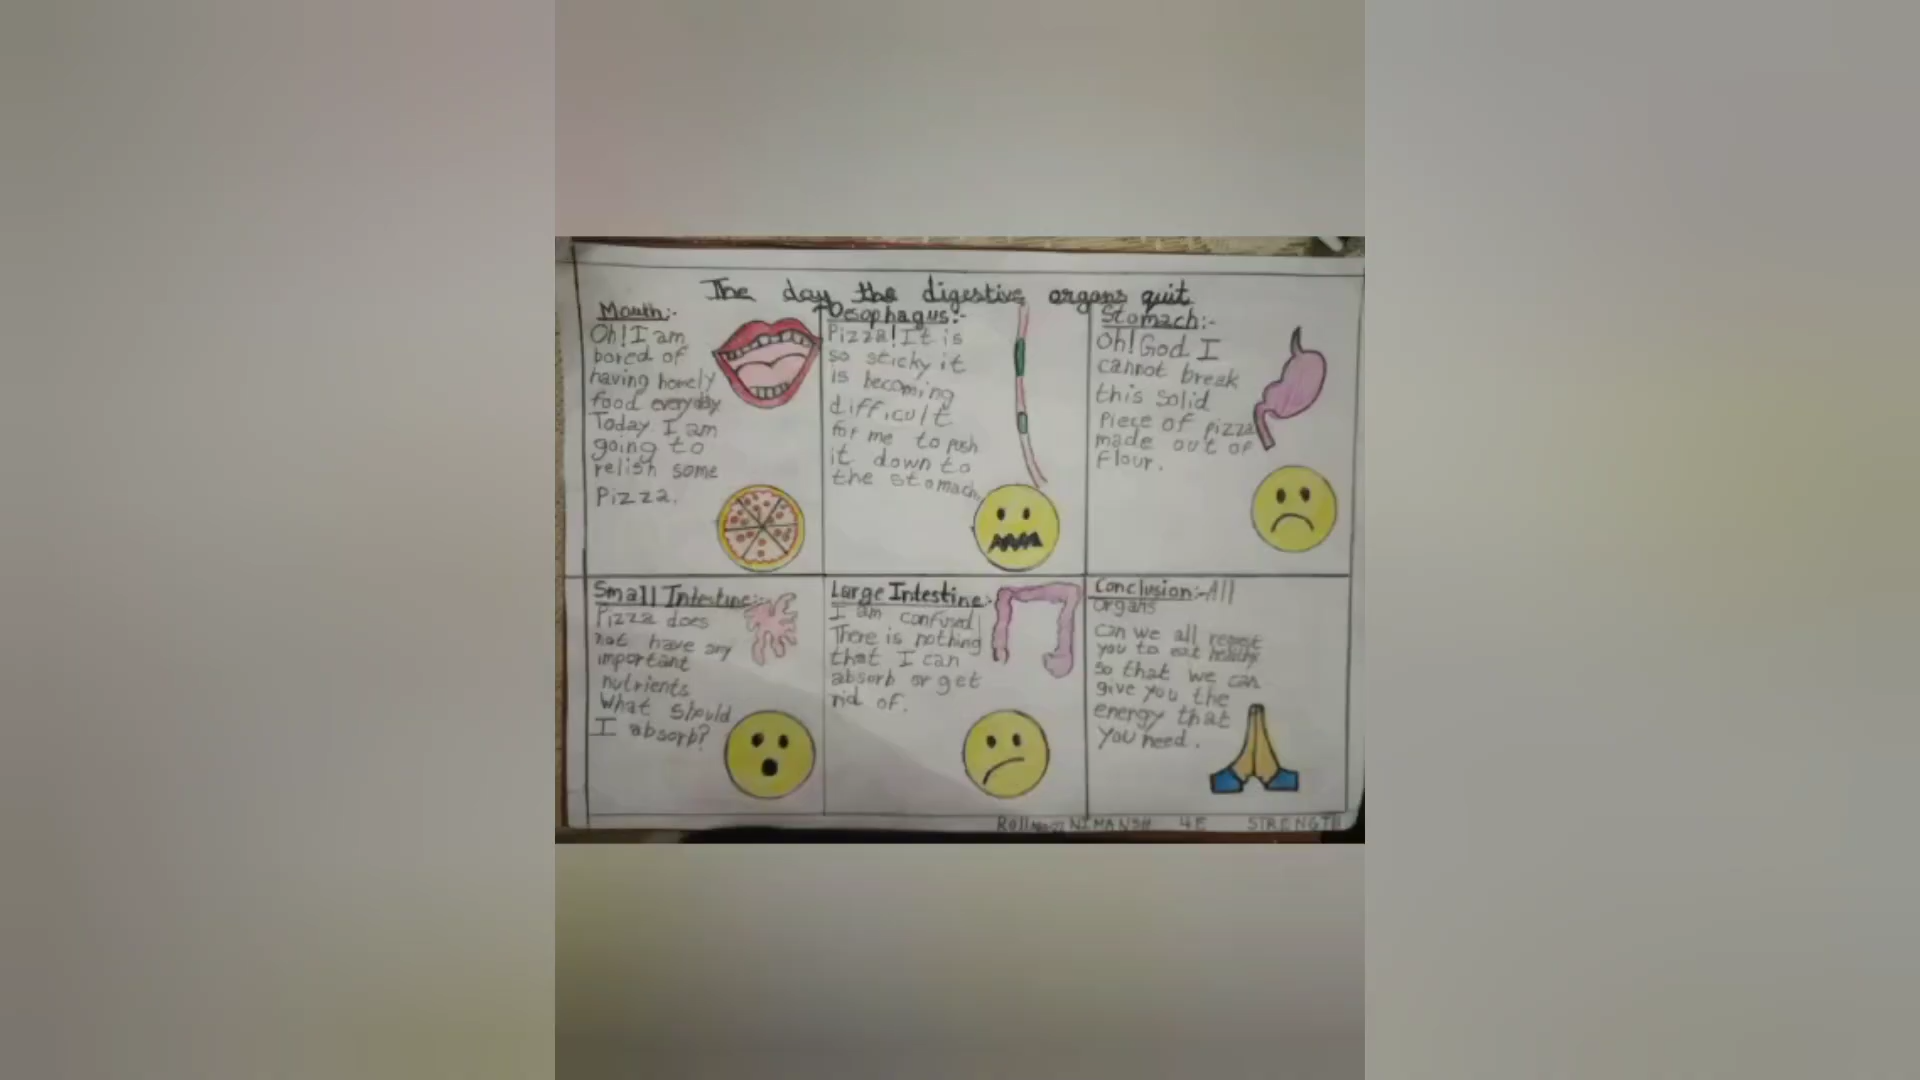 The day the digestive organs quit
Mouth:-
Oh! I am
bored of
having homely
food everyday
Today I am
going to
relish some
Pizza.
Oesophagus:-
Pizza! It is
so sticky it
is becoming
difficult
for me to push
it down to
the stomach.
Stomach:-
Oh! God I
cannot break
this solid
piece of pizza
made out of
flour.
Small Intestine:-
Pizza does
not have any
important
nutrients
What should
I absorb?
Large Intestine:-
I am confused
There is nothing
that I can
absorb or get
rid of.
Conclusion:- All
organs
Can we all request
you to eat healthy
so that we can
give you the
energy that
you need.
Roll NIMANSH 4E STRENGTH